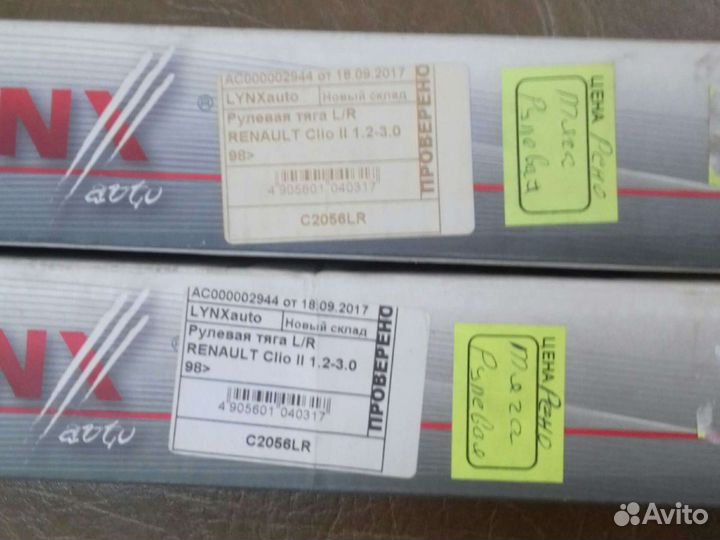 NX
auto
®
АС000002944 от 18.09.2017
LYNXauto Новый склад
Рулевая тяга L/R
RENAULT Clio II 1.2-3.0
98>
4 905601 040317
C2056LR
ПРОВЕРЕНО
ЦЕНА Рено
тяга
Рулевая
NX
auto
АС000002944 от 18.09.2017
LYNXauto Новый склад
Рулевая тяга L/R
RENAULT Clio II 1.2-3.0
98>
4 905601 040317
C2056LR
ПРОВЕРЕНО
ЦЕНА Рено
тяга
Рулевая
Avito